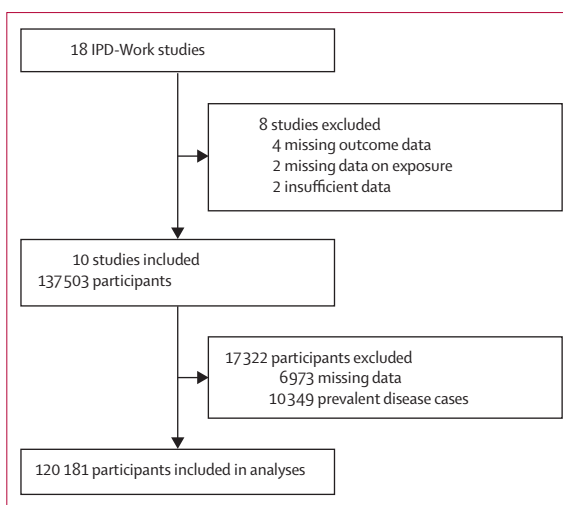 18 IPD-Work studies
8 studies excluded
4 missing outcome data
2 missing data on exposure
2 insufficient data
10 studies included
137 503 participants
17 322 participants excluded
6973 missing data
10 349 prevalent disease cases
120 181 participants included in analyses